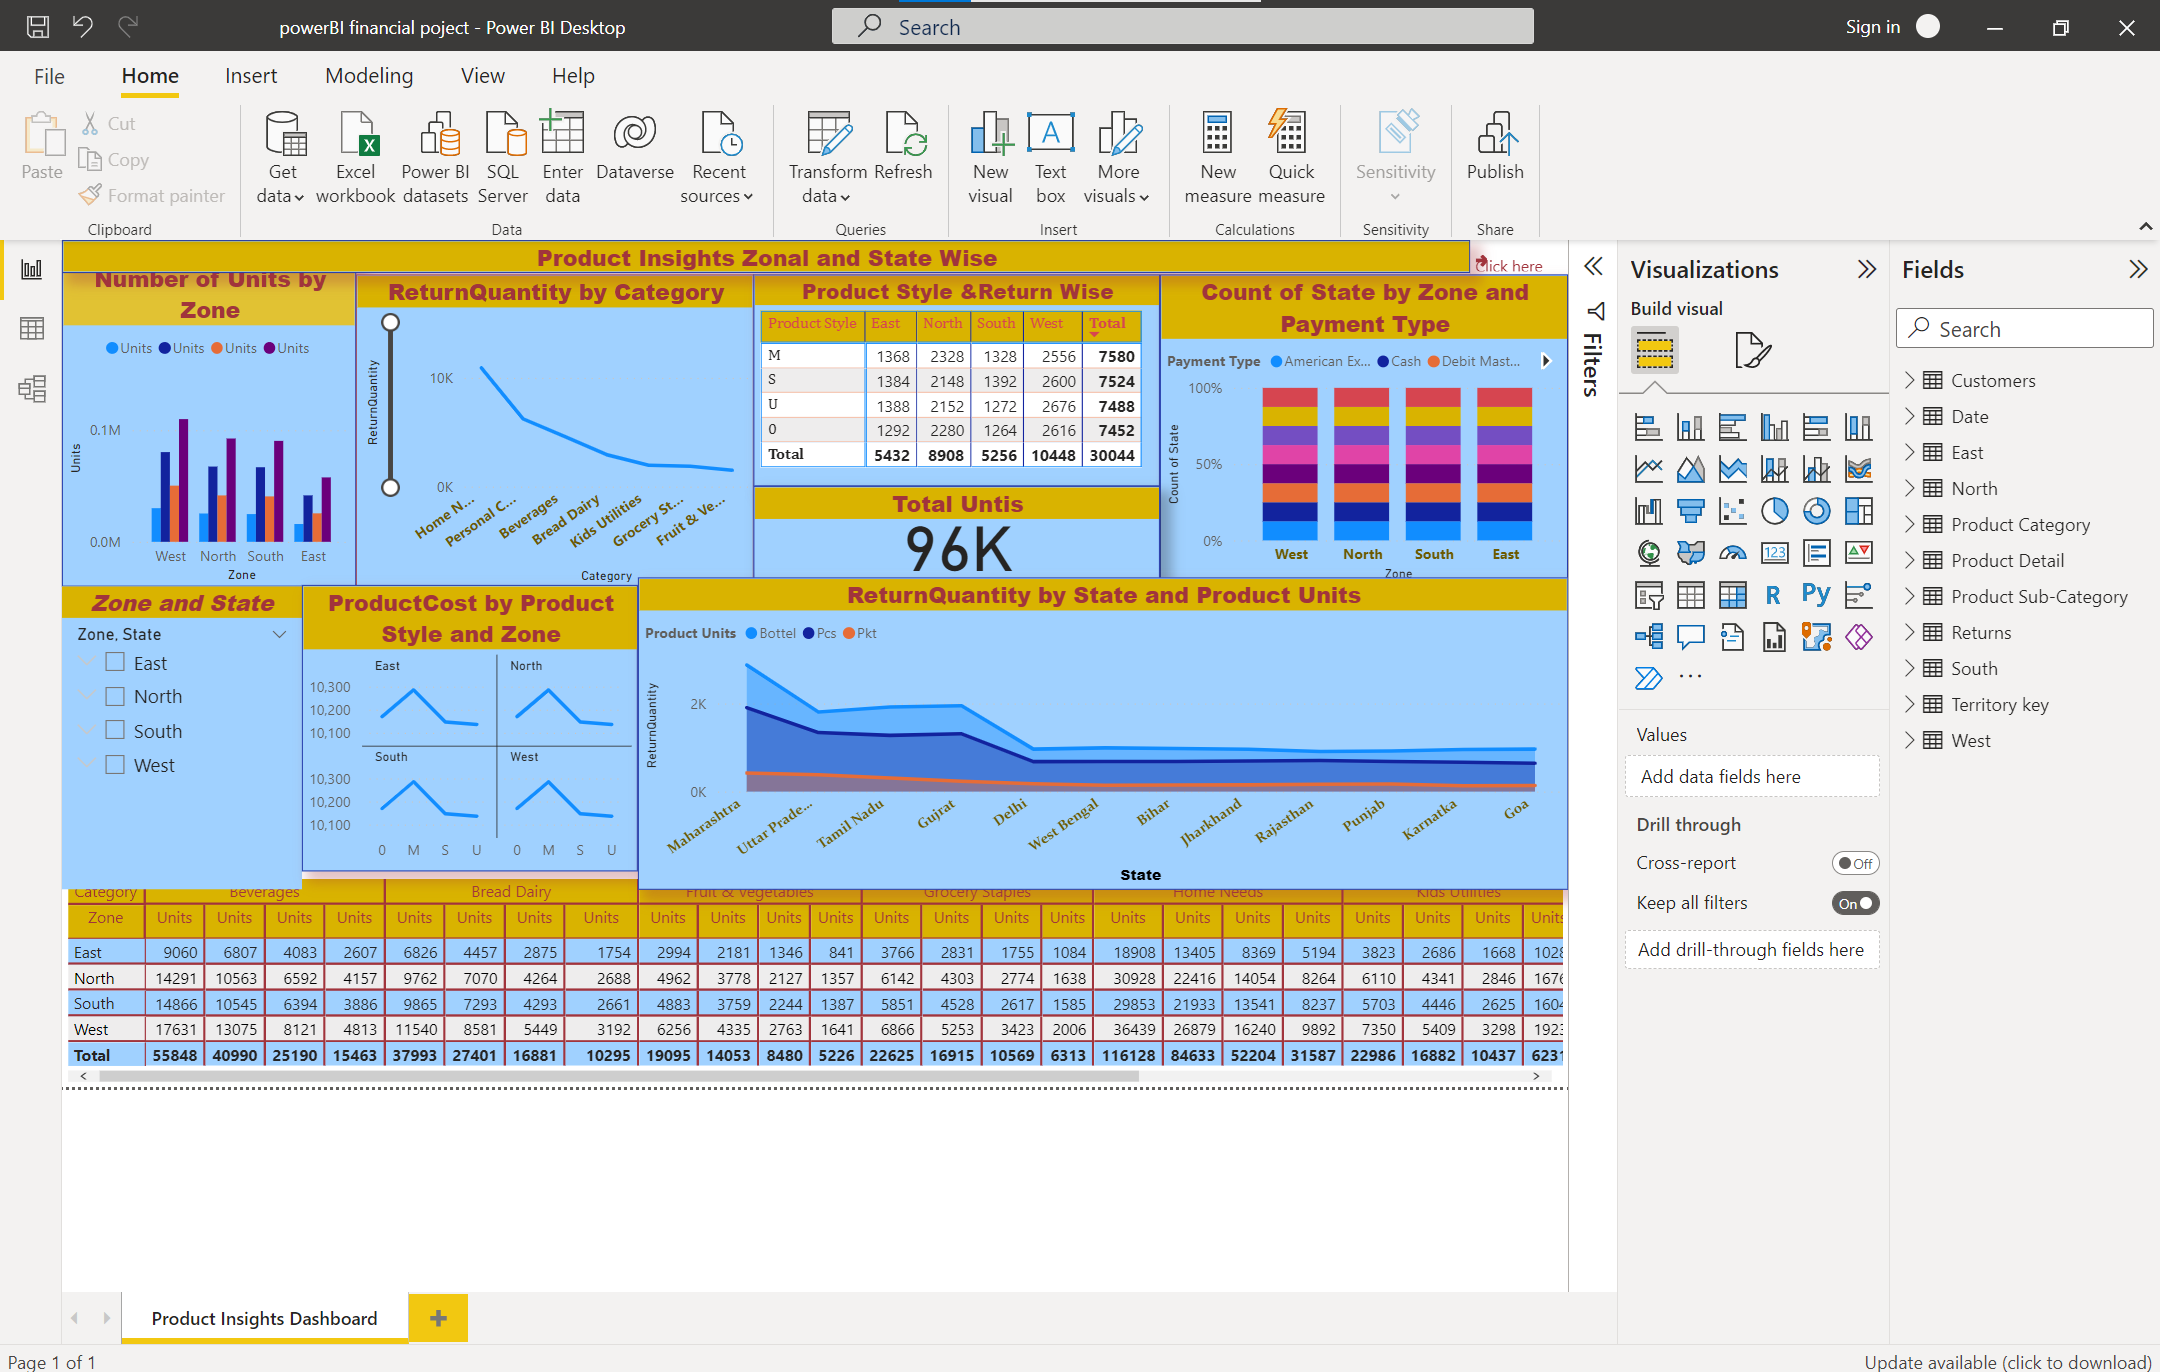 powerBI financial poject - Power BI Desktop
Search
Sign in
File Home Insert Modeling View Help
Paste
Cut
Copy
Format painter
Clipboard
Get data
Excel workbook
Power BI datasets
SQL Server
Enter data
Dataverse
Recent sources
Data
Transform data
Refresh
Queries
New visual
Text box
More visuals
Insert
New measure
Quick measure
Calculations
Sensitivity
Sensitivity
Publish
Share
Product Insights Zonal and State Wise
Click here
Number of Units by Zone
Units Units Units Units
Units
0.1M
0.0M
West North South East
Zone
ReturnQuantity by Category
ReturnQuantity
10K
0K
Home N... Personal C... Beverages Bread Dairy Kids Utilities Grocery St... Fruit & Ve...
Category
Product Style &Return Wise
Product Style East North South West Total
M 1368 2328 1328 2556 7580
S 1384 2148 1392 2600 7524
U 1388 2152 1272 2676 7488
0 1292 2280 1264 2616 7452
Total 5432 8908 5256 10448 30044
Total Untis
96K
Count of State by Zone and Payment Type
Payment Type American Ex... Cash Debit Mast...
Count of State
100%
50%
0%
West North South East
Zone
Zone and State
Zone, State
East
North
South
West
ProductCost by Product Style and Zone
East North
10,300
10,200
10,100
South West
10,300
10,200
10,100
0 M S U 0 M S U
ReturnQuantity by State and Product Units
Product Units Bottel Pcs Pkt
ReturnQuantity
2K
0K
Maharashtra Uttar Prade... Tamil Nadu Gujrat Delhi West Bengal Bihar Jharkhand Rajasthan Punjab Karnatka Goa
State
Category Beverages Bread Dairy Fruit & Vegetables Grocery Staples Home Needs Kids Utilities
Zone Units Units Units Units Units Units Units Units Units Units Units Units Units Units Units Units Units Units Units Units Units Units Units Units
East 9060 6807 4083 2607 6826 4457 2875 1754 2994 2181 1346 841 3766 2831 1755 1084 18908 13405 8369 5194 3823 2686 1668 1028
North 14291 10563 6592 4157 9762 7070 4264 2688 4962 3778 2127 1357 6142 4303 2774 1638 30928 22416 14054 8264 6110 4341 2846 1676
South 14866 10545 6394 3886 9865 7293 4293 2661 4883 3759 2244 1387 5851 4528 2617 1585 29853 21933 13541 8237 5703 4446 2625 1604
West 17631 13075 8121 4813 11540 8581 5449 3192 6256 4335 2763 1641 6866 5253 3423 2006 36439 26879 16240 9892 7350 5409 3298 1923
Total 55848 40990 25190 15463 37993 27401 16881 10295 19095 14053 8480 5226 22625 16915 10569 6313 116128 84633 52204 31587 22986 16882 10437 6231
Filters
Visualizations
Build visual
123
R
Py
...
Values
Add data fields here
Drill through
Cross-report Off
Keep all filters On
Add drill-through fields here
Fields
Search
Customers
Date
East
North
Product Category
Product Detail
Product Sub-Category
Returns
South
Territory key
West
Product Insights Dashboard
Page 1 of 1
Update available (click to download)